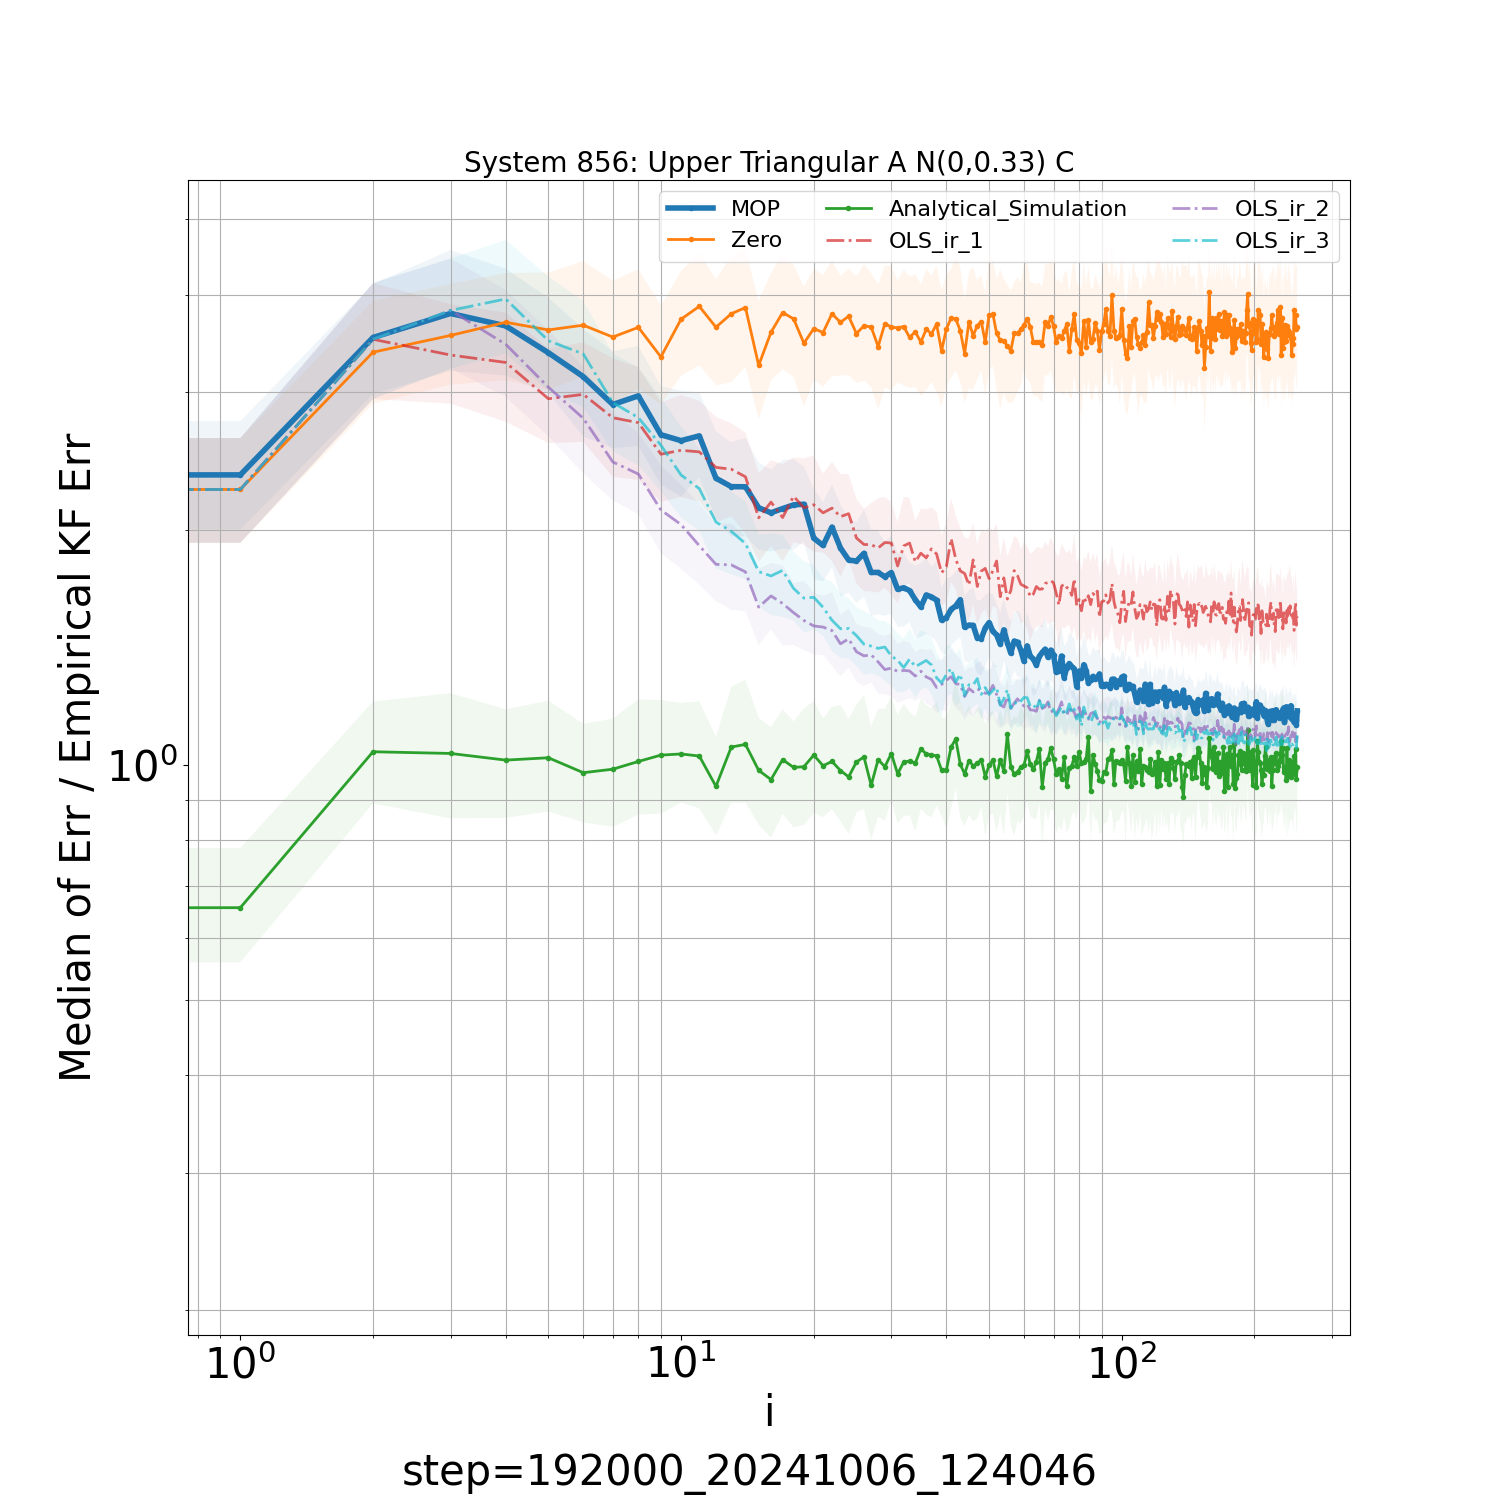 System 856: Upper Triangular A N(0,0.33) C
MOP
Zero
Analytical_Simulation
OLS_ir_1
OLS_ir_2
OLS_ir_3
Median of Err / Empirical KF Err
10⁰
10⁰ 10¹ 10²
i
step=192000_20241006_124046